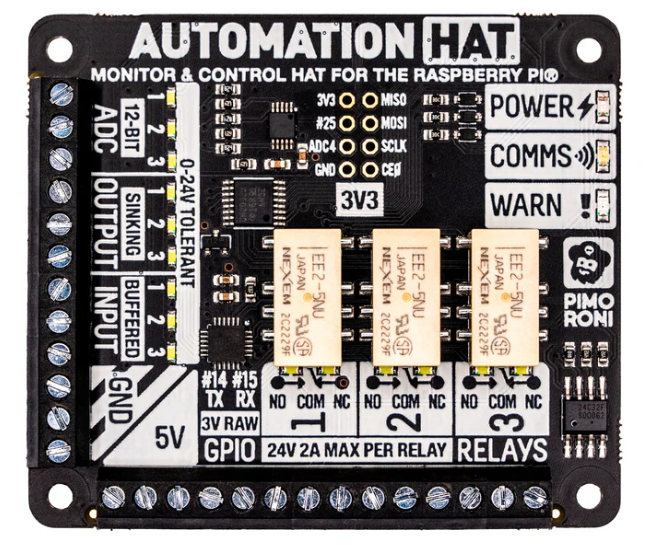 AUTOMATION HAT
MONITOR & CONTROL HAT FOR THE RASPBERRY PI®
12-BIT
ADC
1
2
3
SINKING
OUTPUT
1
2
3
BUFFERED
INPUT
1
2
3
0-24V TOLERANT
GND
5V
3V3 MISO
#25 MOSI
ADC4 SCLK
GND CE0
3V3
POWER
COMMS
WARN !
EE2-5NU
JAPAN
NEXEM
2C2229F
EE2-5NU
JAPAN
NEXEM
2C2229F
EE2-5NU
JAPAN
NEXEM
2C2229F
PIMO
RONI
#14 #15
TX RX
3V RAW
GPIO
NO COM NC
1
NO COM NC
2
NO COM NC
3
24V 2A MAX PER RELAY
RELAYS